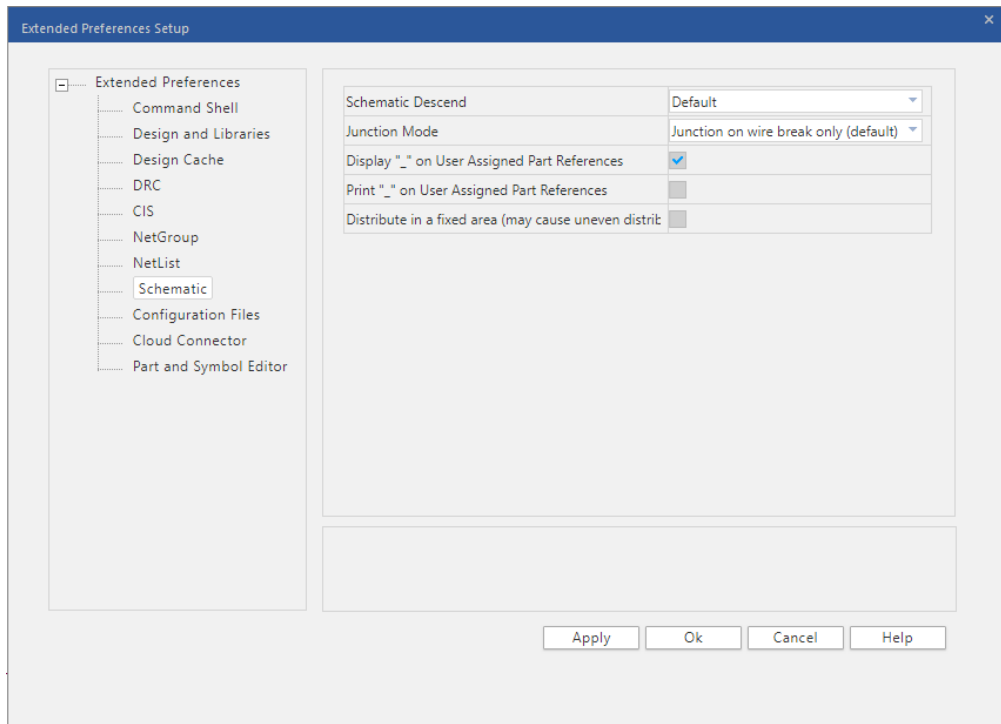 Extended Preferences Setup
Extended Preferences
Command Shell
Design and Libraries
Design Cache
DRC
CIS
NetGroup
NetList
Schematic
Configuration Files
Cloud Connector
Part and Symbol Editor
Schematic Descend Default
Junction Mode Junction on wire break only (default)
Display "_" on User Assigned Part References
Print "_" on User Assigned Part References
Distribute in a fixed area (may cause uneven distrib
Apply Ok Cancel Help